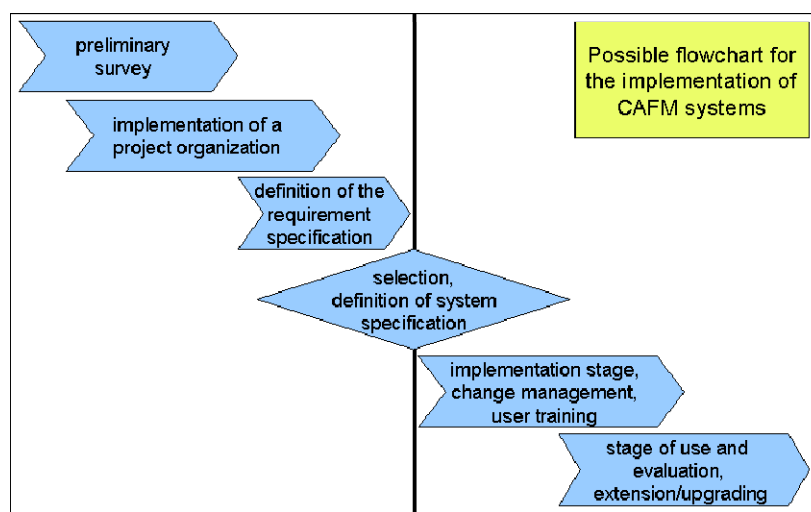 preliminary
survey
Possible flowchart for
the implementation of
CAFM systems
implementation of a
project organization
definition of the
requirement
specification
selection,
definition of system
specification
implementation stage,
change management,
user training
stage of use and
evaluation,
extension/upgrading